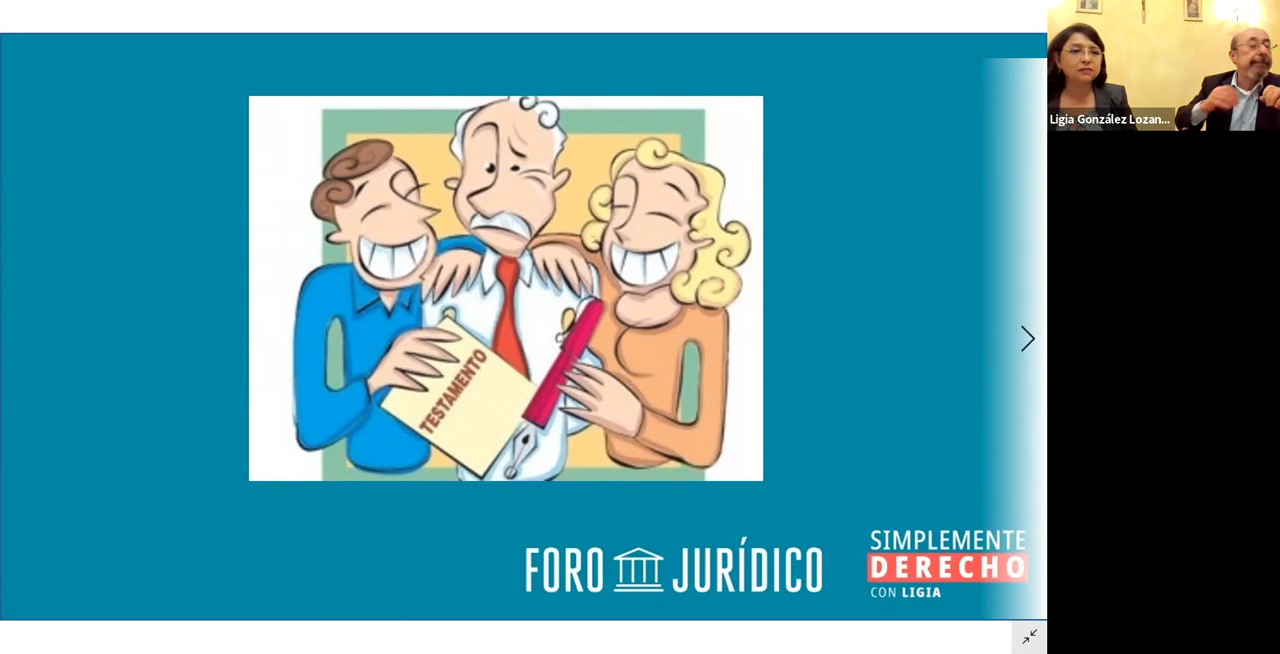 Ligia González Lozan...
TESTAMENTO
FORO JURÍDICO
SIMPLEMENTE
DERECHO
CON LIGIA